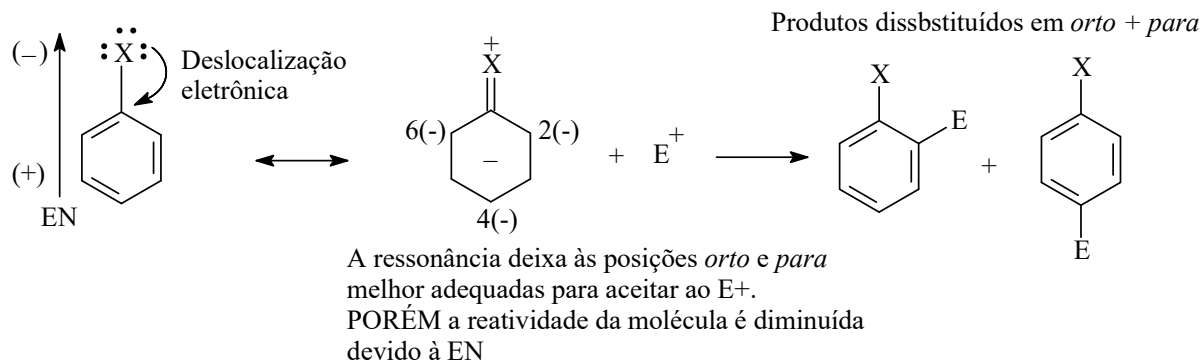 Produtos dissbstituídos em orto + para
(–)
X
Deslocalização
eletrônica
(+)
EN
+
X
6(-)
2(-)
–
4(-)
+ E+
X
E
+
X
E
A ressonância deixa às posições orto e para
melhor adequadas para aceitar ao E+.
PORÉM a reatividade da molécula é diminuída
devido à EN